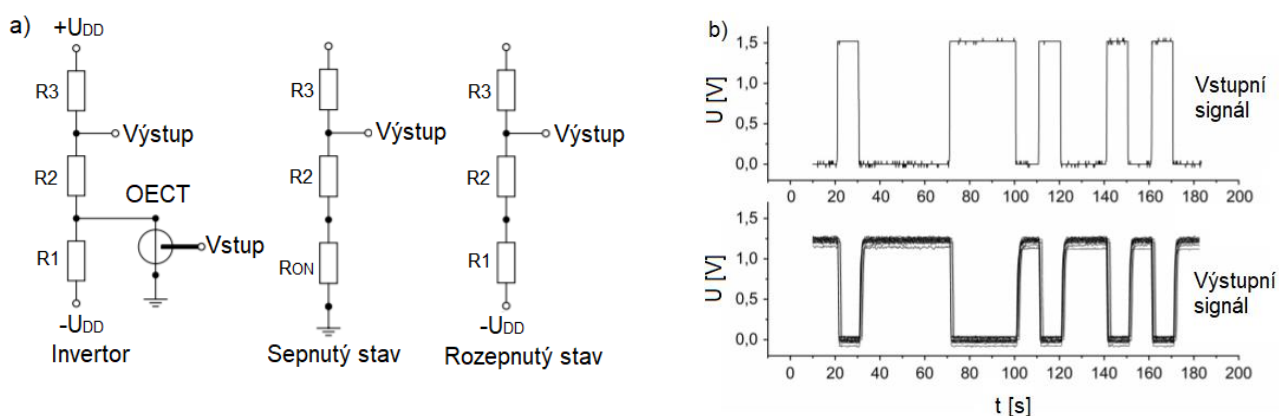 a)
+UDD
R3
Výstup
R2
OECT
Vstup
R1
-UDD
Invertor
R3
Výstup
R2
RON
Sepnutý stav
R3
Výstup
R2
R1
-UDD
Rozepnutý stav
b)
U [V]
1,5
1,0
0,5
0,0
Vstupní
signál
0 20 40 60 80 100 120 140 160 180 200
U [V]
1,5
1,0
0,5
0,0
Výstupní
signál
0 20 40 60 80 100 120 140 160 180 200
t [s]